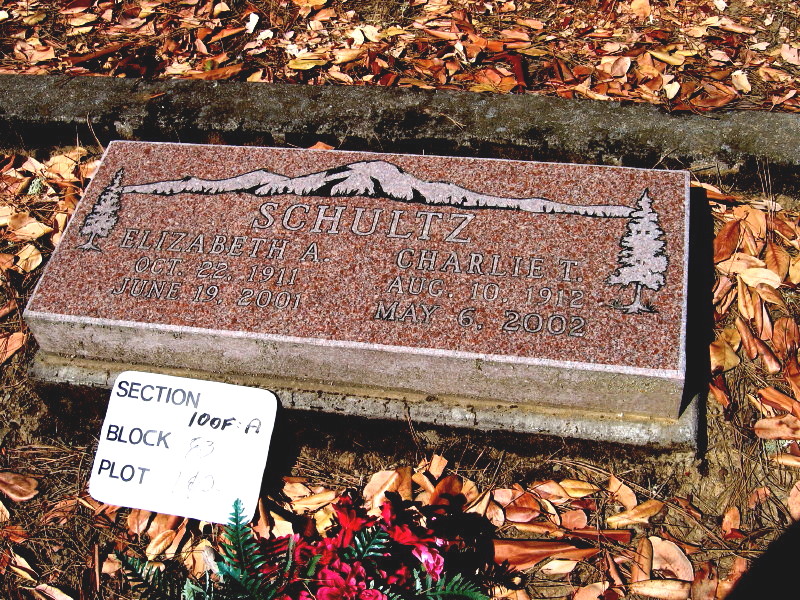 SCHULTZ
ELIZABETH A.
OCT. 22, 1911
JUNE 19, 2001
CHARLIE T.
AUG. 10, 1912
MAY 6, 2002
SECTION 100F: A
BLOCK
PLOT